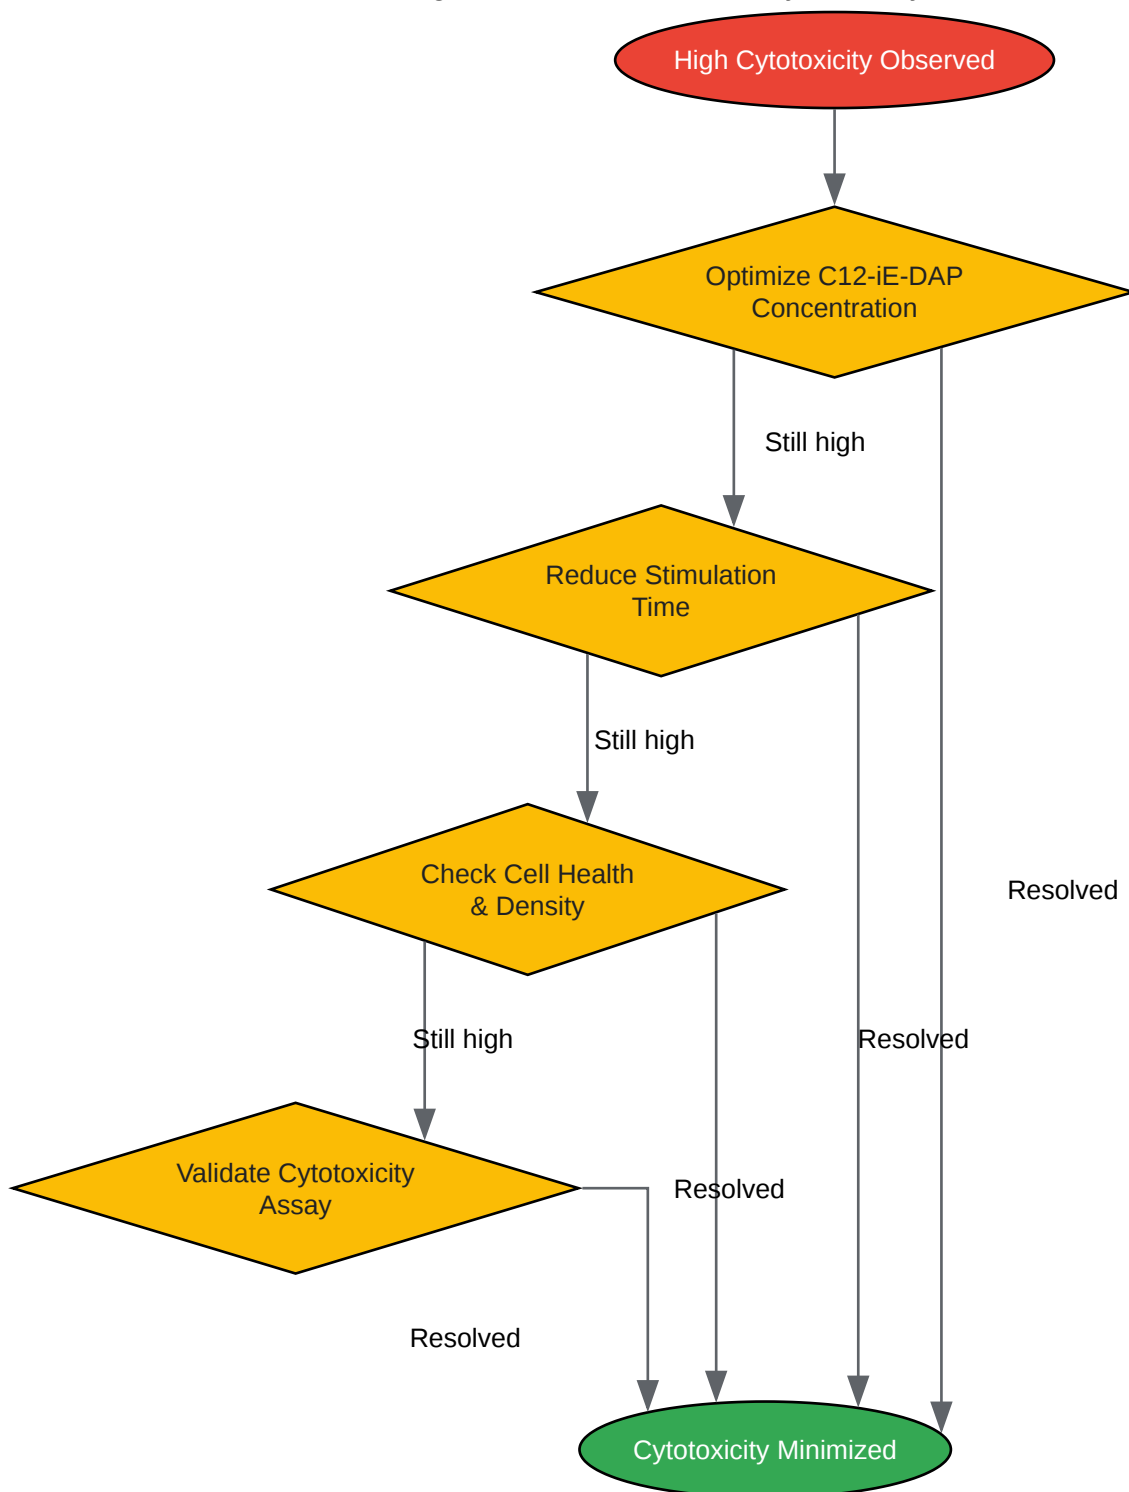 High Cytotoxicity Observed
Optimize C12-iE-DAP
Concentration
Still high
Reduce Stimulation
Time
Still high
Check Cell Health
& Density
Resolved
Still high
Resolved
Validate Cytotoxicity
Assay
Resolved
Resolved
Cytotoxicity Minimized